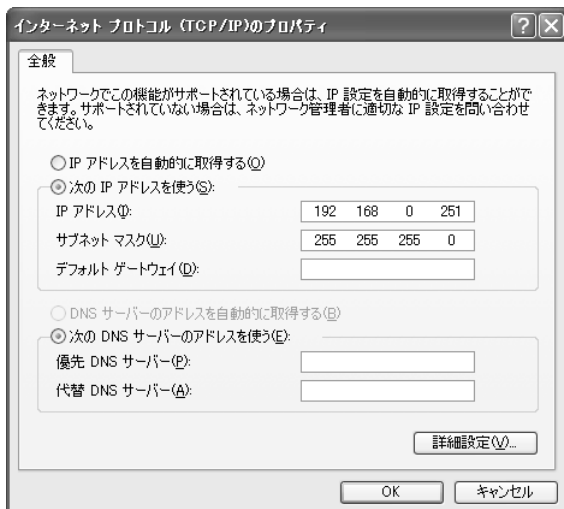 インターネット プロトコル (TCP/IP)のプロパティ
全般
ネットワークでこの機能がサポートされている場合は、IP 設定を自動的に取得することがで
きます。サポートされていない場合は、ネットワーク管理者に適切な IP 設定を問い合わせ
てください。
IP アドレスを自動的に取得する(O)
次の IP アドレスを使う(S):
IP アドレス(I): 192 168 0 251
サブネット マスク(U): 255 255 255 0
デフォルト ゲートウェイ(D):
DNS サーバーのアドレスを自動的に取得する(B)
次の DNS サーバーのアドレスを使う(E):
優先 DNS サーバー(P):
代替 DNS サーバー(A):
詳細設定(V)...
OK キャンセル